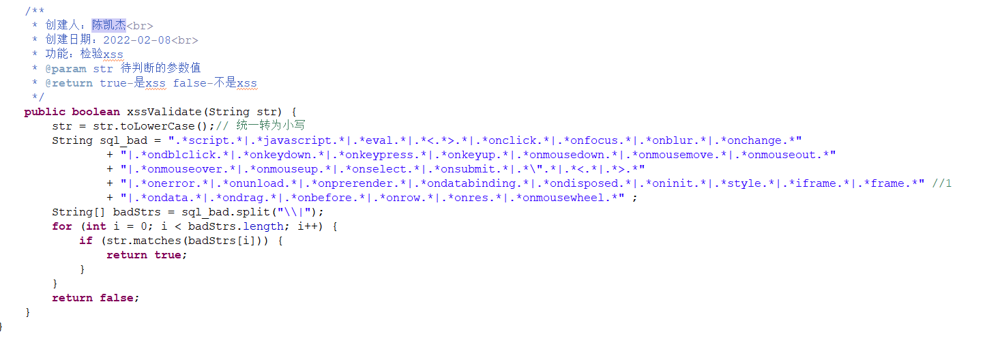 /**
 * 创建人：陈凯杰<br>
 * 创建日期：2022-02-08<br>
 * 功能：检验xss
 * @param str 待判断的参数值
 * @return true-是xss false-不是xss
 */
public boolean xssValidate(String str) {
    str = str.toLowerCase();// 统一转为小写
    String sql_bad = ".*script.*|.*javascript.*|.*eval.*|.*<.*>.*|.*onclick.*|.*onfocus.*|.*onblur.*|.*onchange.*"
            + "|.*ondblclick.*|.*onkeydown.*|.*onkeypress.*|.*onkeyup.*|.*onmousedown.*|.*onmousemove.*|.*onmouseout.*"
            + "|.*onmouseover.*|.*onmouseup.*|.*onselect.*|.*onsubmit.*|.*\".*|.*<.*|.*>.*"
            + "|.*onerror.*|.*onunload.*|.*onprerender.*|.*ondatabinding.*|.*ondisposed.*|.*oninit.*|.*style.*|.*iframe.*|.*frame.*" //1
            + "|.*ondata.*|.*ondrag.*|.*onbefore.*|.*onrow.*|.*onres.*|.*onmousewheel.*" ;
    String[] badStrs = sql_bad.split("\\|");
    for (int i = 0; i < badStrs.length; i++) {
        if (str.matches(badStrs[i])) {
            return true;
        }
    }
    return false;
}
}